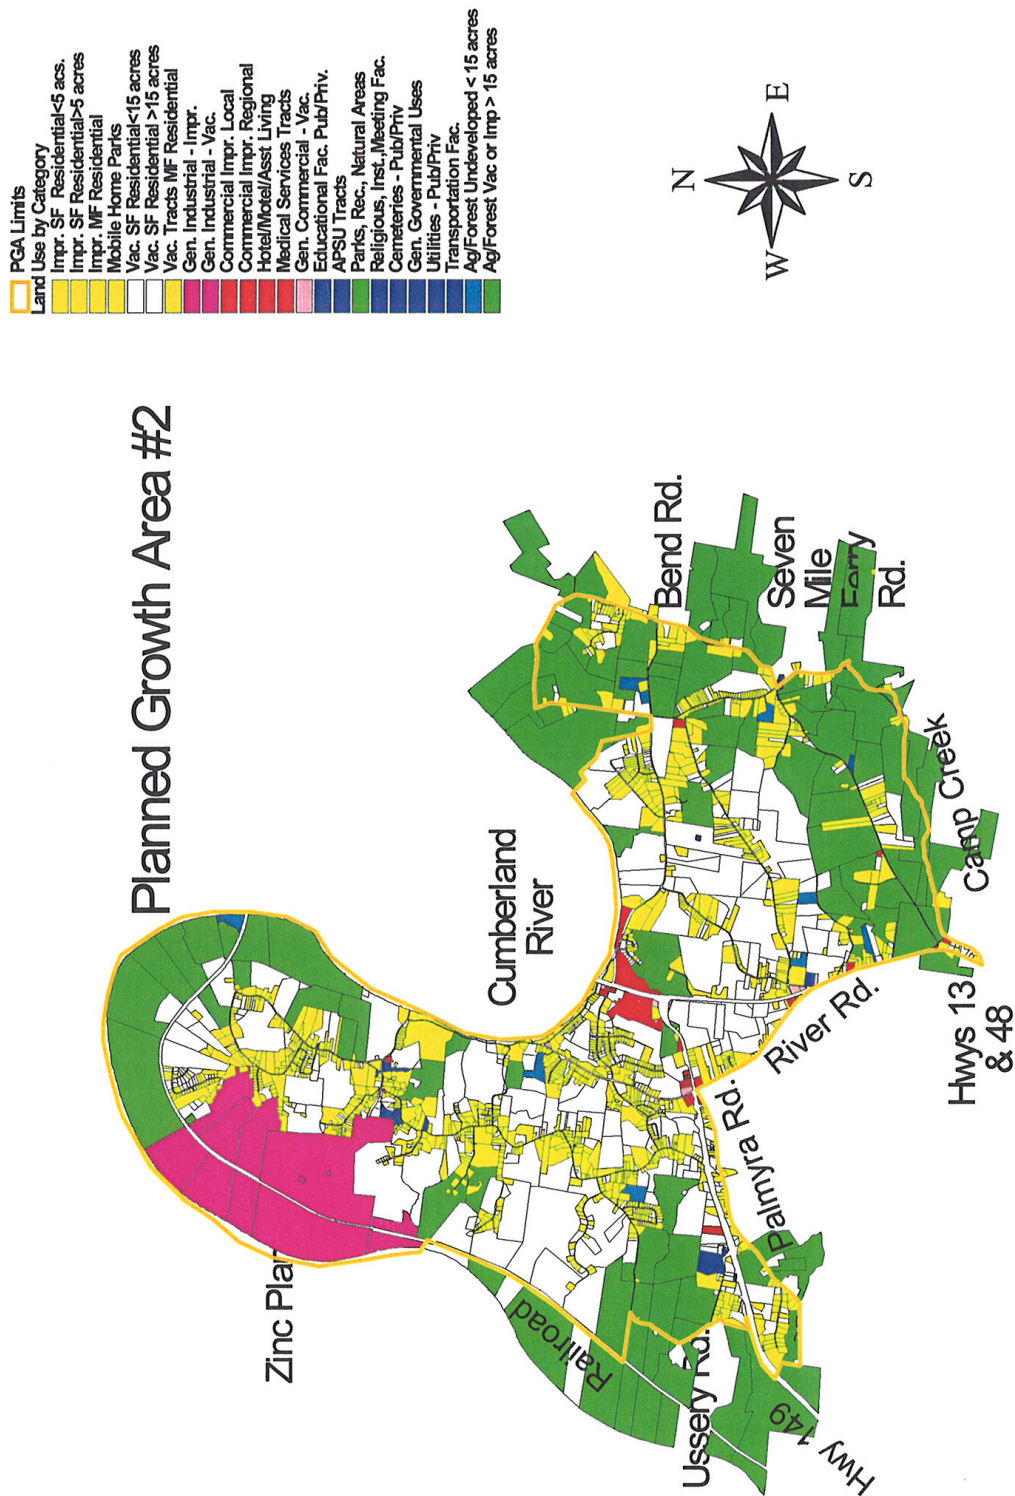 Planned Growth Area #2
PGA Limits
Land Use by Category
Impr. SF Residential<5 acs.
Impr. SF Residential>5 acres
Impr. MF Residential
Mobile Home Parks
Vac. SF Residential<15 acres
Vac. SF Residential >15 acres
Vac. Tracts MF Residential
Gen. Industrial - Impr.
Gen. Industrial - Vac.
Commercial Impr. Local
Commercial Impr. Regional
Hotel/Motel/Asst Living
Medical Services Tracts
Gen. Commercial - Vac.
Educational Fac. Pub/Priv.
APSU Tracts
Parks, Rec., Natural Areas
Religious, Inst.,Meeting Fac.
Cemeteries - Pub/Priv
Gen. Governmental Uses
Utilities - Pub/Priv
Transportation Fac.
Ag/Forest Undeveloped < 15 acres
Ag/Forest Vac or Imp > 15 acres
N
W
E
S
Zinc Pla
Cumberland
River
Railroad
Ussery Rd.
Hwy 149
Palmyra Rd.
River Rd.
Hwys 13
& 48
Camp Creek
Bend Rd.
Seven
Mile
Ferry
Rd.